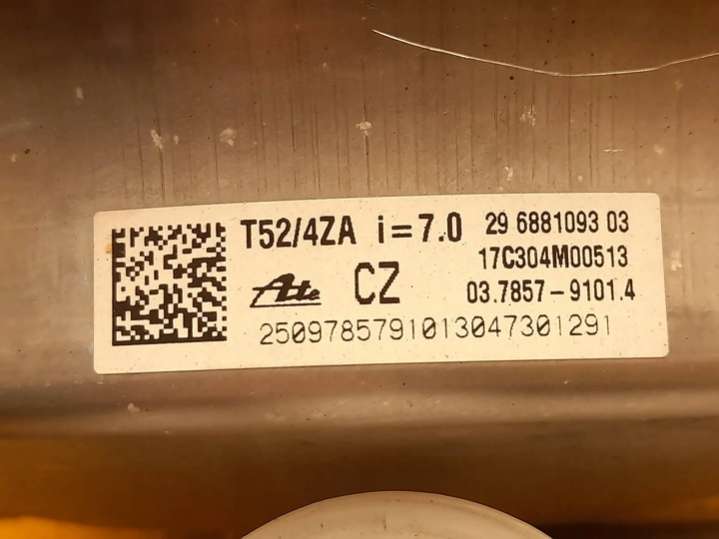 T52/4ZA i=7.0 29 6881093 03
17C304M00513
Ate CZ 03.7857-9101.4
2509785791013047301291